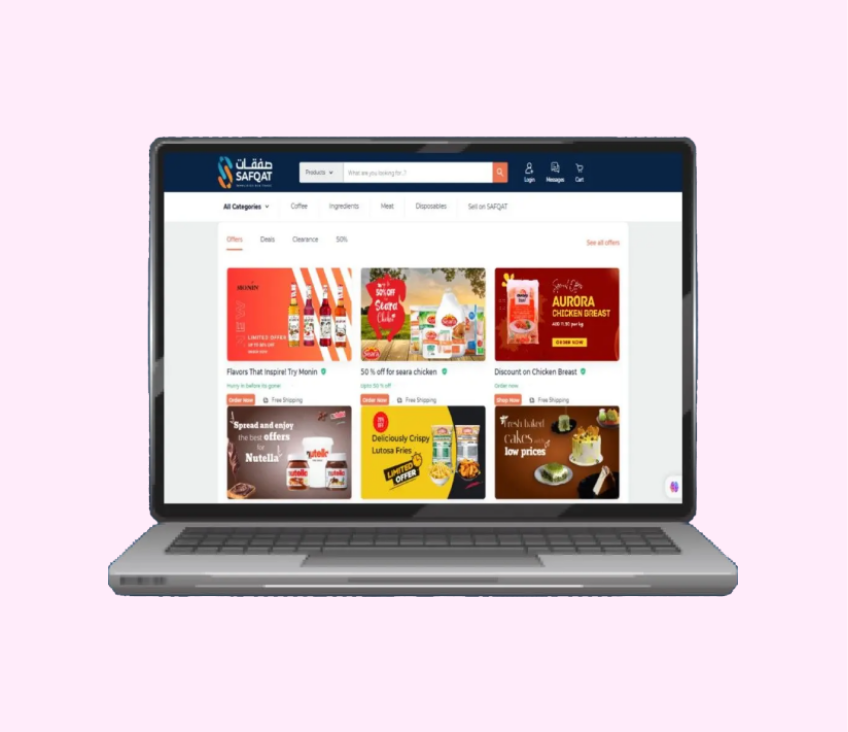 صفقات
SAFQAT
Products
What are you looking for..?
Login
Messages
Cart
All Categories
Coffee
Ingredients
Meat
Disposables
Sell on SAFQAT
Offers
Deals
Clearance
50%
See all offers
MONIN
LIMITED OFFER
50% OFF
Seara
AURORA
CHICKEN BREAST
ORDER NOW
Flavors That Inspire! Try Monin
50 % off for seara chicken
Discount on Chicken Breast
Hurry in before its gone!
Upto 50 % off
Order now
Order Now
Free Shipping
Order Now
Free Shipping
Shop Now
Free Shipping
Spread and enjoy
the best offers
for
Nutella
nutella
nutella
nutella
Deliciously Crispy
Lutosa Fries
LIMITED
OFFER
Fresh baked
Cakes with
low prices